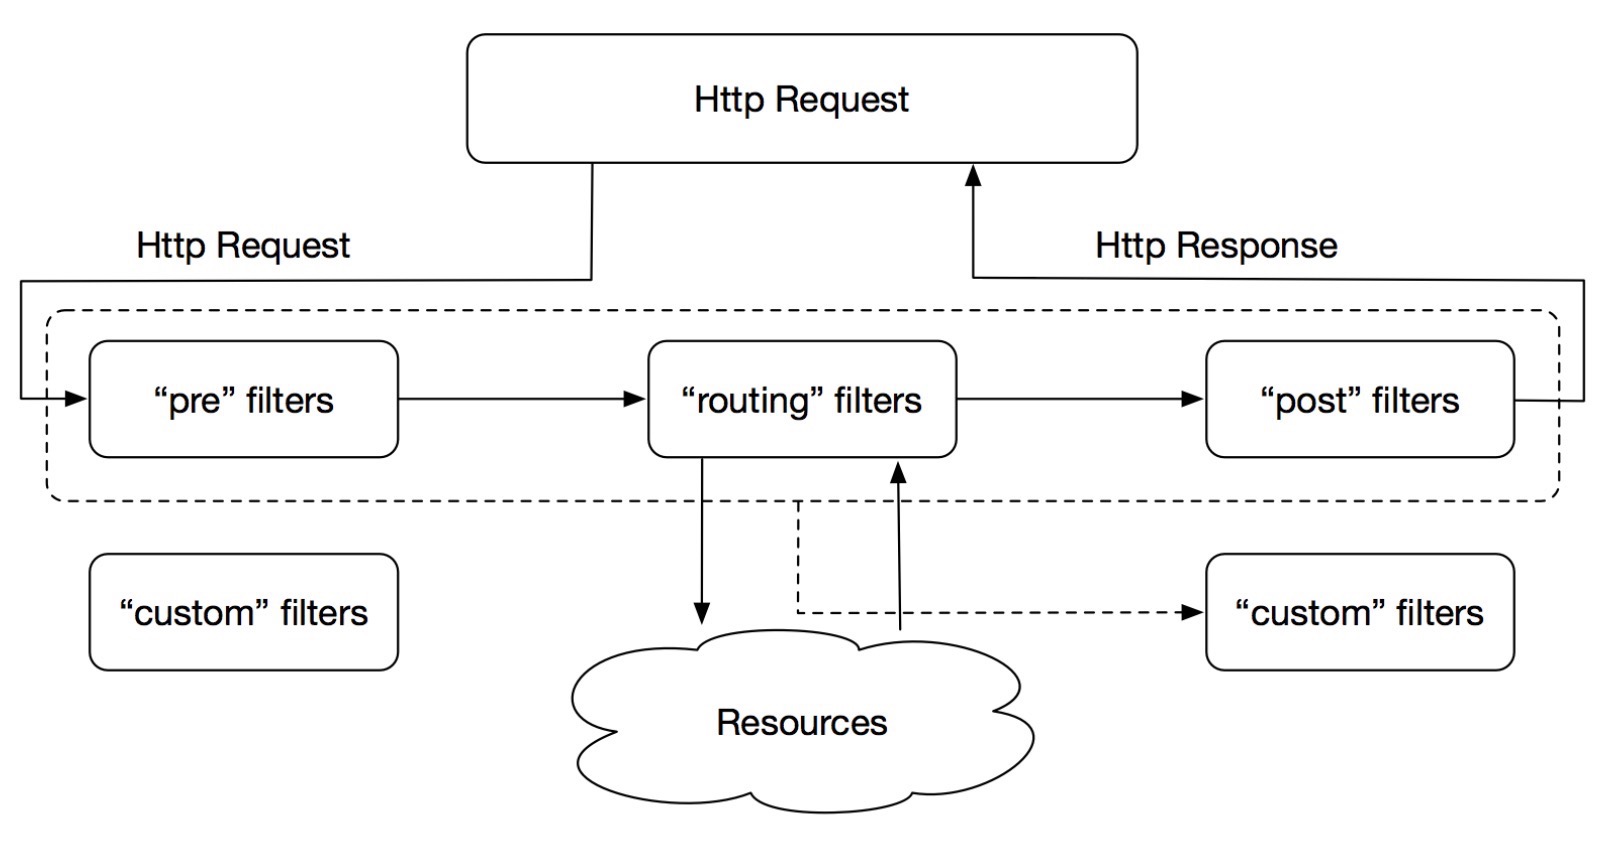 Http Request
Http Request
Http Response
“pre” filters
“routing” filters
“post” filters
“custom” filters
“custom” filters
Resources